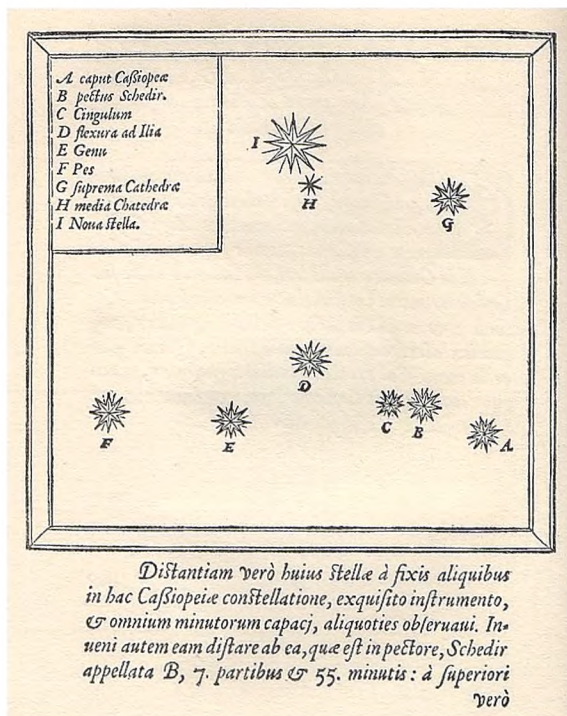 A caput Caßiopeæ
B pectus Schedir.
C Cingulum
D flexura ad Ilia
E Genu
F Pes
G suprema Cathedræ
H media Chatedræ
I Noua stella.
I
H
G
D
C
B
A
F
E
Distantiam verò huius stellæ à fixis aliquibus
in hac Caßiopeiæ constellatione, exquisito instrumento,
& omnium minutorum capacj, aliquoties obseruaui. In-
ueni autem eam distare ab ea, quæ est in pectore, Schedir
appellata B, 7. partibus & 55. minutis: à superiori
verò